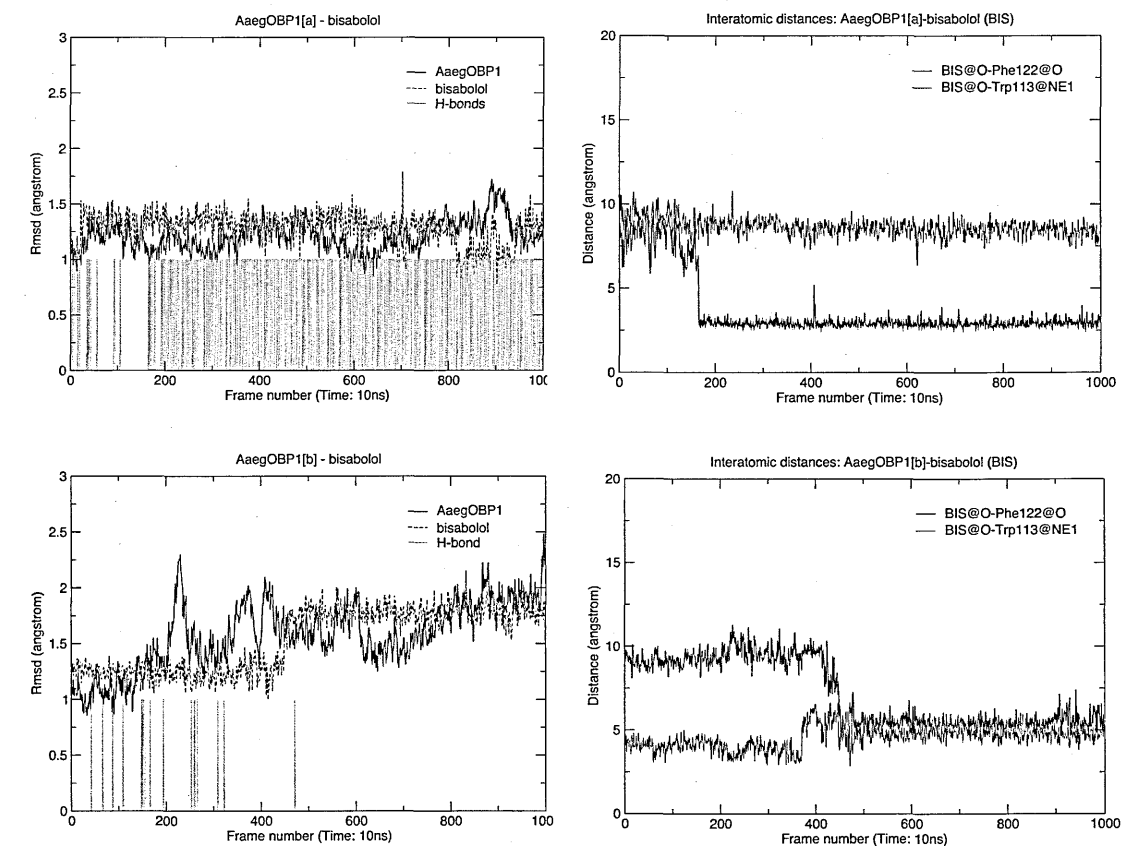 AaegOBP1[a] - bisabolol
3
2.5
2
1.5
1
0.5
0
Rmsd (angstrom)
AaegOBP1
bisabolol
H-bonds
0
200
400
600
800
100
Frame number (Time: 10ns)
Interatomic distances: AaegOBP1[a]-bisabolol (BIS)
20
15
10
5
0
Distance (angstrom)
BIS@O-Phe122@O
BIS@O-Trp113@NE1
0
200
400
600
800
1000
Frame number (Time: 10ns)
AaegOBP1[b] - bisabolol
3
2.5
2
1.5
1
0.5
0
Rmsd (angstrom)
AaegOBP1
bisabolol
H-bond
0
200
400
600
800
100
Frame number (Time: 10ns)
Interatomic distances: AaegOBP1[b]-bisabolol (BIS)
20
15
10
5
0
Distance (angstrom)
BIS@O-Phe122@O
BIS@O-Trp113@NE1
0
200
400
600
800
1000
Frame number (Time: 10ns)